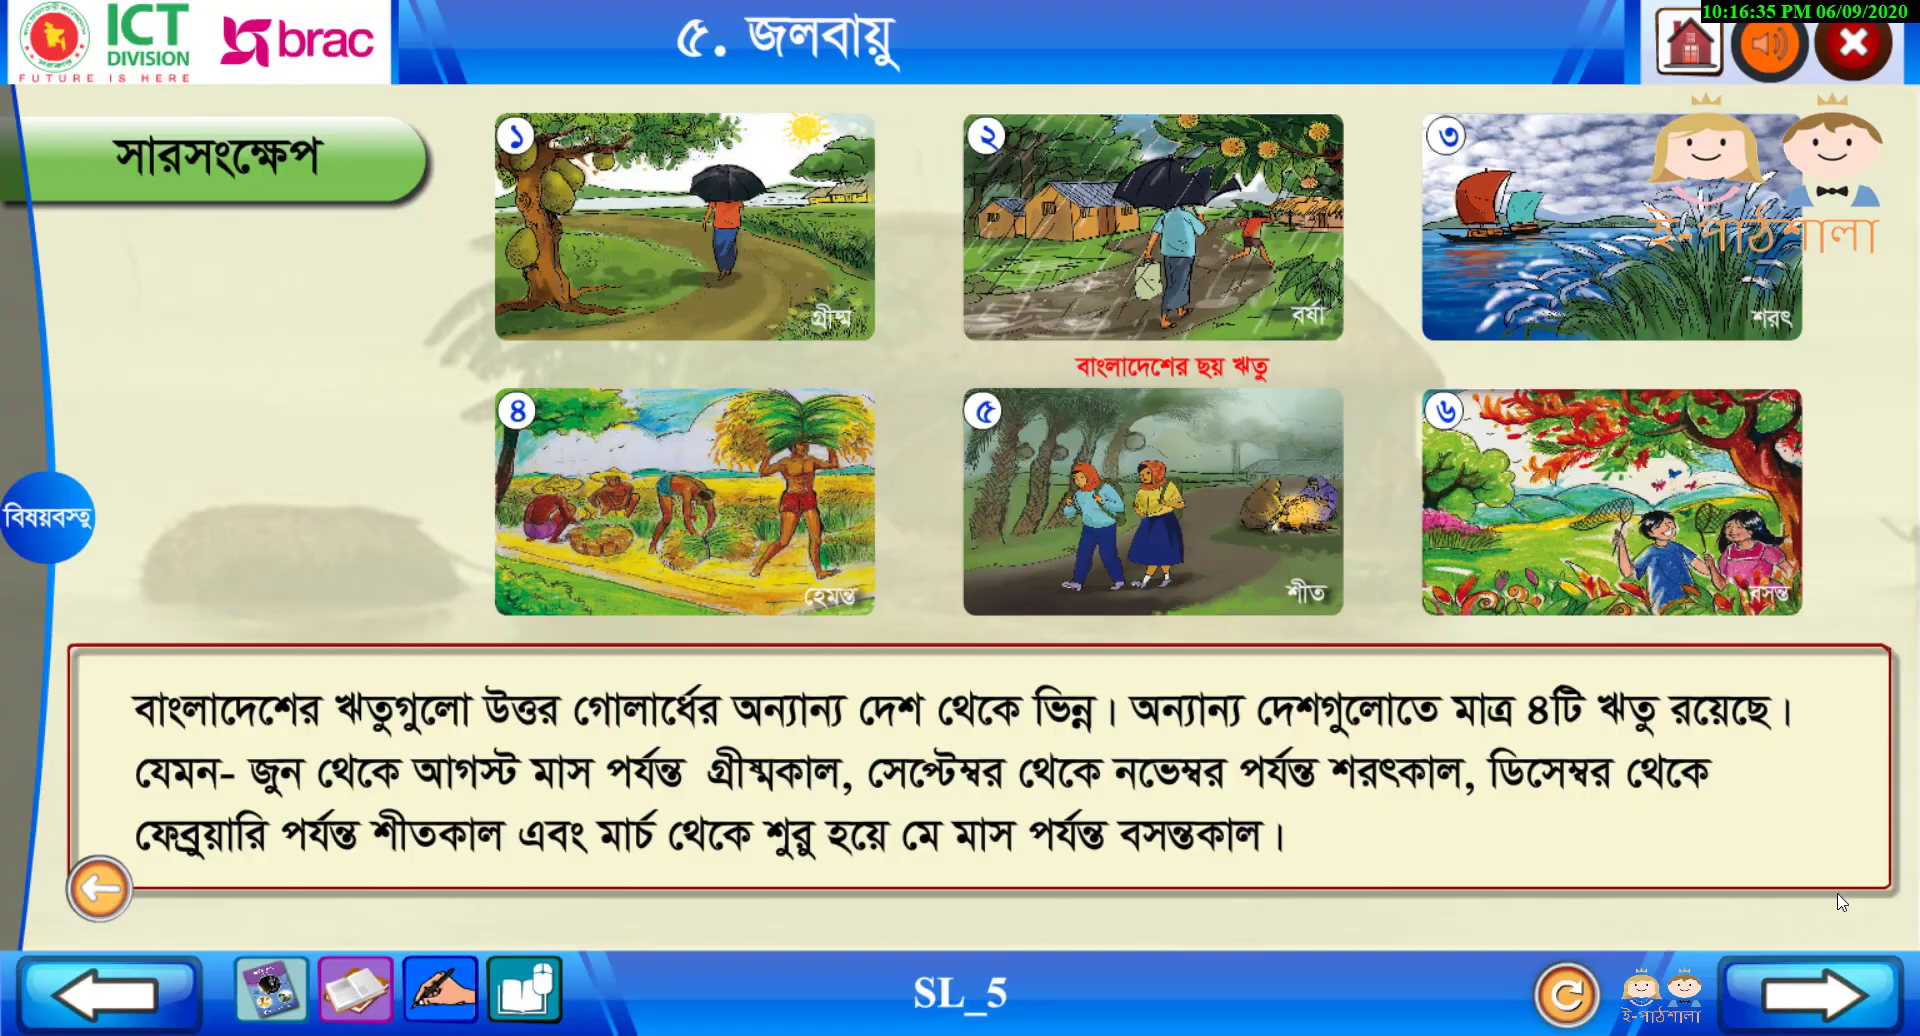 10:16:35 PM 06/09/2020
ICT
DIVISION
FUTURE IS HERE
brac
৫. জলবায়ু
সারসংক্ষেপ
১
গ্রীষ্ম
২
বর্ষা
৩
শরৎ
ই-পাঠশালা
বাংলাদেশের ছয় ঋতু
৪
হেমন্ত
৫
শীত
৬
বসন্ত
বিষয়বস্তু
বাংলাদেশের ঋতুগুলো উত্তর গোলার্ধের অন্যান্য দেশ থেকে ভিন্ন। অন্যান্য দেশগুলোতে মাত্র ৪টি ঋতু রয়েছে।
যেমন- জুন থেকে আগস্ট মাস পর্যন্ত গ্রীষ্মকাল, সেপ্টেম্বর থেকে নভেম্বর পর্যন্ত শরৎকাল, ডিসেম্বর থেকে
ফেব্রুয়ারি পর্যন্ত শীতকাল এবং মার্চ থেকে শুরু হয়ে মে মাস পর্যন্ত বসন্তকাল।
SL_5
ই-পাঠশালা